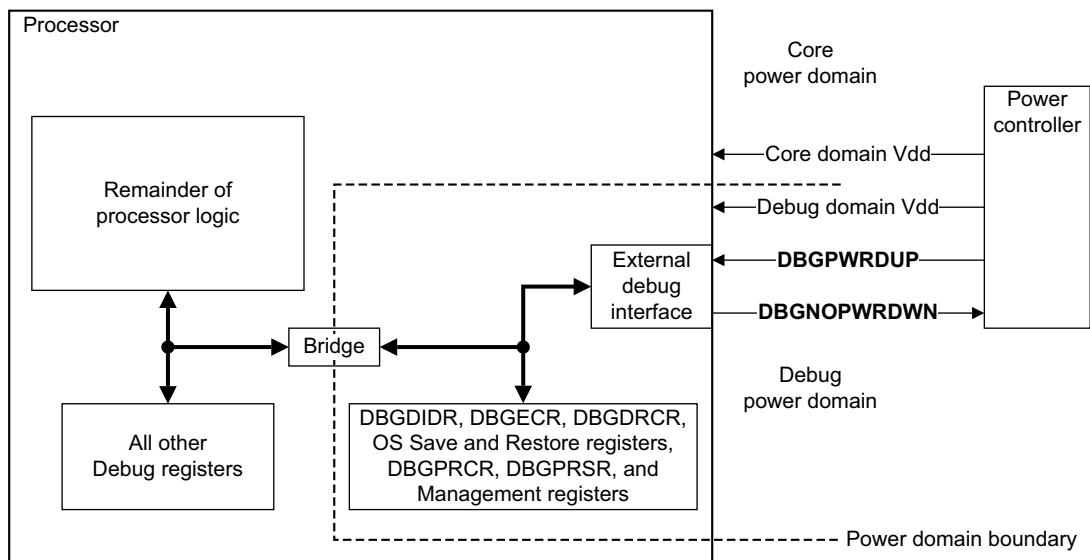 Processor
Core
power domain
Power
controller
Core domain Vdd
Remainder of
processor logic
Debug domain Vdd
External
debug
interface
DBGPWRDUP
DBGNOPWRDWN
Bridge
Debug
power domain
All other
Debug registers
DBGDIDR, DBGECR, DBGDRCR,
OS Save and Restore registers,
DBGPRCR, DBGPRSR, and
Management registers
Power domain boundary